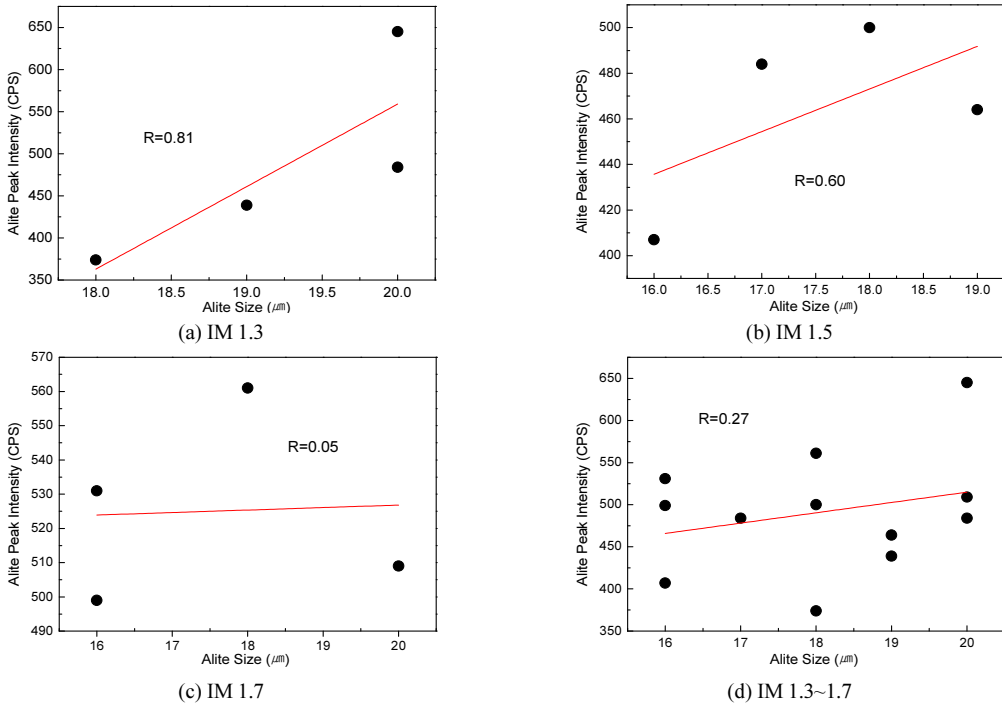 650
600
550
500
450
400
350
Alite Peak Intensity (CPS)
R=0.81
18.0 18.5 19.0 19.5 20.0
Alite Size (㎛)
(a) IM 1.3
500
480
460
440
420
400
Alite Peak Intensity (CPS)
R=0.60
16.0 16.5 17.0 17.5 18.0 18.5 19.0
Alite Size (㎛)
(b) IM 1.5
570
560
550
540
530
520
510
500
490
Alite Peak Intensity (CPS)
R=0.05
16 17 18 19 20
Alite Size (㎛)
(c) IM 1.7
650
600
550
500
450
400
350
Alite Peak Intensity (CPS)
R=0.27
16 17 18 19 20
Alite Size (㎛)
(d) IM 1.3~1.7